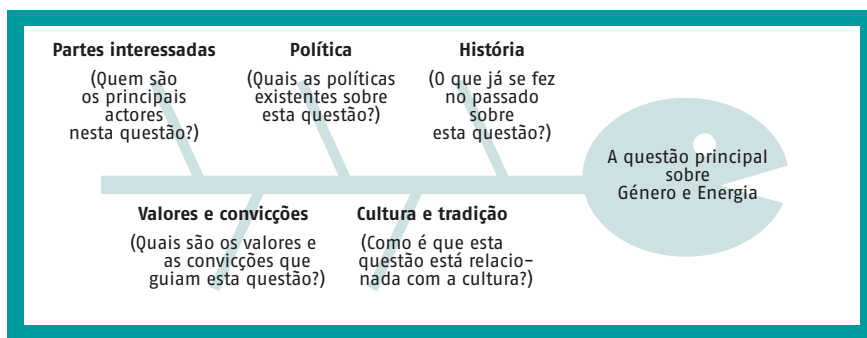 Partes interessadas
(Quem são
os principais
actores
nesta questão?)
Política
(Quais as políticas
existentes sobre
esta questão?)
História
(O que já se fez
no passado
sobre
esta questão?)
A questão principal
sobre
Género e Energia
Valores e convicções
(Quais são os valores e
as convicções que
guiam esta questão?)
Cultura e tradição
(Como é que esta
questão está relacio-
nada com a cultura?)